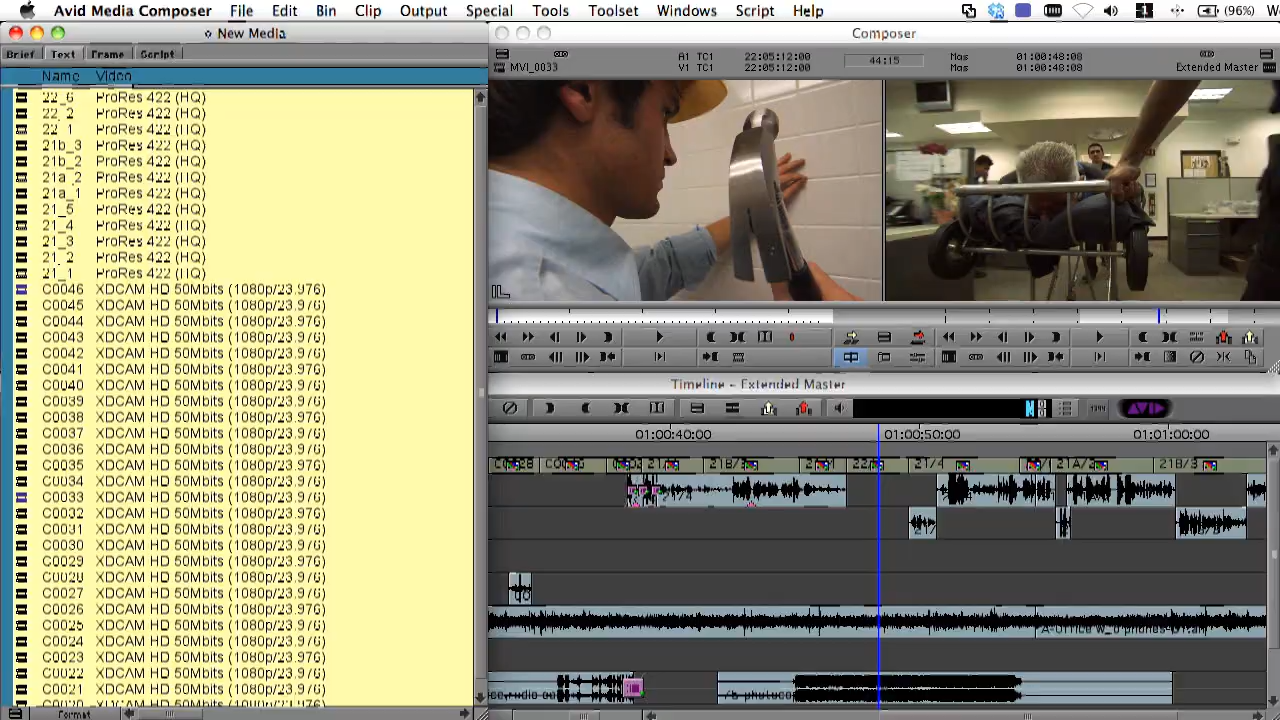 Avid Media Composer File Edit Bin Clip Output Special Tools Toolset Windows Script Help (96%)
New Media
Brief Text Frame Script
Name Video
22_6 ProRes 422 (HQ)
22_2 ProRes 422 (HQ)
22_1 ProRes 422 (HQ)
21b_3 ProRes 422 (HQ)
21b_2 ProRes 422 (HQ)
21a_2 ProRes 422 (HQ)
21a_1 ProRes 422 (HQ)
21_5 ProRes 422 (HQ)
21_4 ProRes 422 (HQ)
21_3 ProRes 422 (HQ)
21_2 ProRes 422 (HQ)
21_1 ProRes 422 (HQ)
C0046 XDCAM HD 50Mbits (1080p/23.976)
C0045 XDCAM HD 50Mbits (1080p/23.976)
C0044 XDCAM HD 50Mbits (1080p/23.976)
C0043 XDCAM HD 50Mbits (1080p/23.976)
C0042 XDCAM HD 50Mbits (1080p/23.976)
C0041 XDCAM HD 50Mbits (1080p/23.976)
C0040 XDCAM HD 50Mbits (1080p/23.976)
C0039 XDCAM HD 50Mbits (1080p/23.976)
C0038 XDCAM HD 50Mbits (1080p/23.976)
C0037 XDCAM HD 50Mbits (1080p/23.976)
C0036 XDCAM HD 50Mbits (1080p/23.976)
C0035 XDCAM HD 50Mbits (1080p/23.976)
C0034 XDCAM HD 50Mbits (1080p/23.976)
C0033 XDCAM HD 50Mbits (1080p/23.976)
C0032 XDCAM HD 50Mbits (1080p/23.976)
C0031 XDCAM HD 50Mbits (1080p/23.976)
C0030 XDCAM HD 50Mbits (1080p/23.976)
C0029 XDCAM HD 50Mbits (1080p/23.976)
C0028 XDCAM HD 50Mbits (1080p/23.976)
C0027 XDCAM HD 50Mbits (1080p/23.976)
C0026 XDCAM HD 50Mbits (1080p/23.976)
C0025 XDCAM HD 50Mbits (1080p/23.976)
C0024 XDCAM HD 50Mbits (1080p/23.976)
C0023 XDCAM HD 50Mbits (1080p/23.976)
C0022 XDCAM HD 50Mbits (1080p/23.976)
C0021 XDCAM HD 50Mbits (1080p/23.976)
Format
Composer
A1 TC1 22:05:12:00 44:15 Mas 01:00:48:08
MVI_0033 V1 TC1 22:05:12:00 Mas 01:00:48:08 Extended Master
Timeline - Extended Master
AVID
01:00:40:00 01:00:50:00 01:01:00:00
21/4 21A/2 21B/3